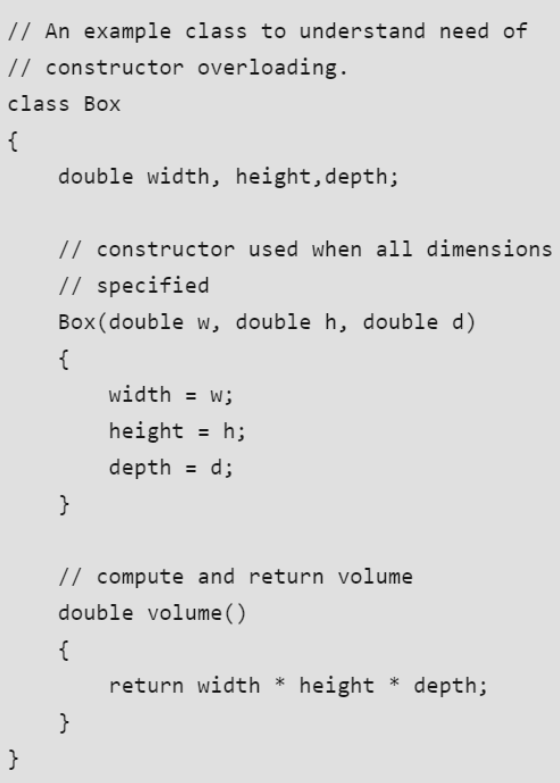 // An example class to understand need of
// constructor overloading.
class Box
{
    double width, height,depth;

    // constructor used when all dimensions
    // specified
    Box(double w, double h, double d)
    {
        width = w;
        height = h;
        depth = d;
    }

    // compute and return volume
    double volume()
    {
        return width * height * depth;
    }
}